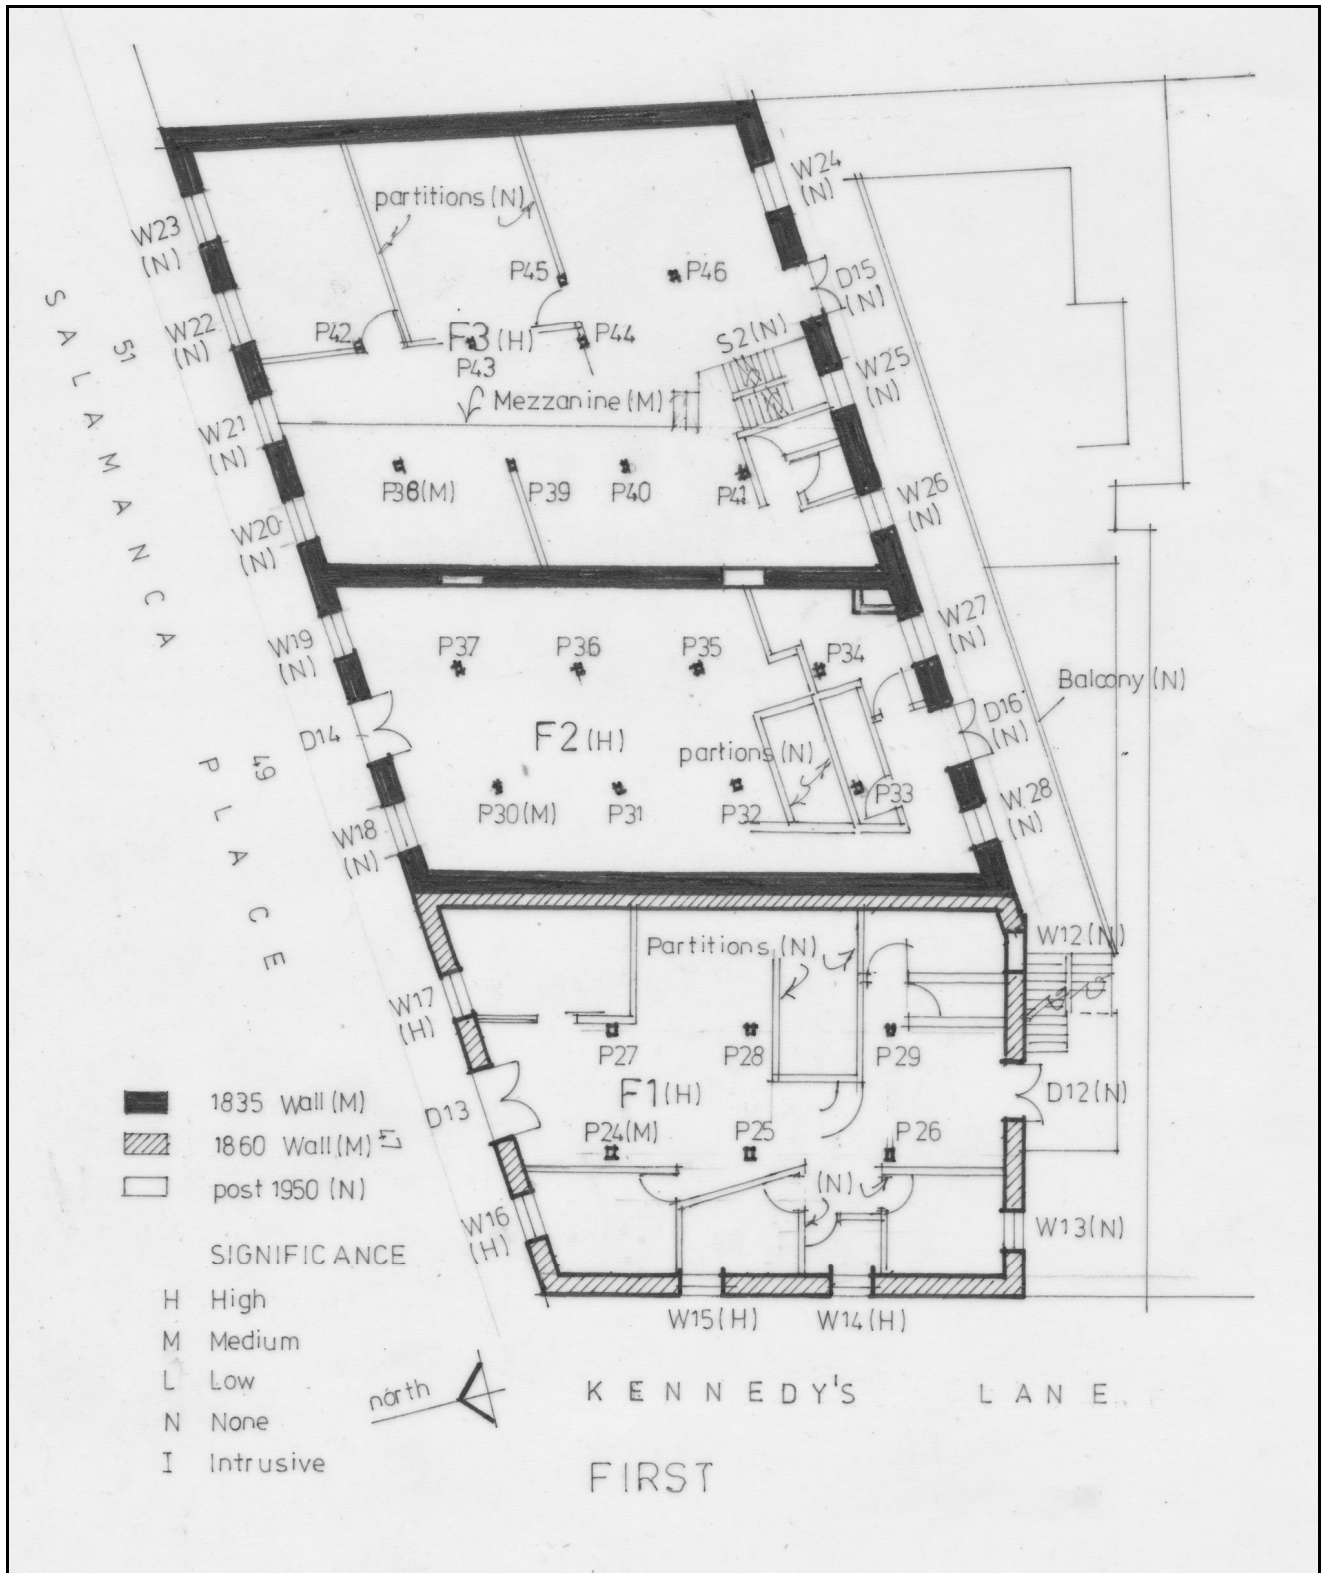 W24
(N)
partitions (N)
W23
(N)
P45
P46
D15
(N)
SALAMANCA PLACE
51
W22
(N)
P42
F3 (H)
P44
S2 (N)
P43
W25
(N)
Mezzanine (M)
W21
(N)
P38 (M)
P39
P40
P41
W26
(N)
W20
(N)
W19
(N)
P37
P36
P35
P34
W27
(N)
Balcony (N)
D14
F2 (H)
D16
(N)
partions (N)
49
P30 (M)
P31
P32
P33
W28
(N)
W18
(N)
Partitions (N)
W12 (N)
W17
(H)
P27
P28
P29
F1 (H)
D12 (N)
D13
P24 (M)
P25
P26
1835 Wall (M)
1860 Wall (M)
47
post 1950 (N)
(N)
W16
(H)
W13 (N)
SIGNIFICANCE
H High
M Medium
L Low
N None
I Intrusive
W15 (H)
W14 (H)
north
KENNEDY'S LANE
FIRST